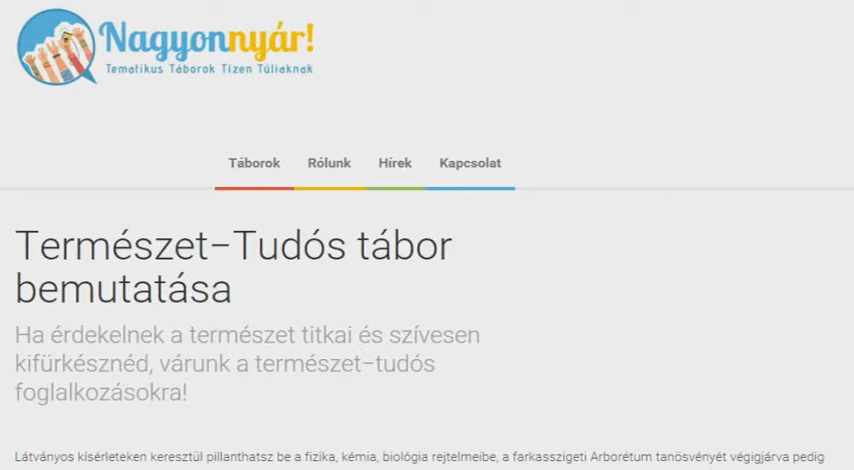 Nagyonnyár!
Tematikus Táborok Tízen Túliaknak
Táborok Rólunk Hírek Kapcsolat
Természet-Tudós tábor
bemutatása
Ha érdekelnek a természet titkai és szívesen
kifürkésznéd, várunk a természet-tudós
foglalkozásokra!
Látványos kísérleteken keresztül pillanthatsz be a fizika, kémia, biológia rejtelmeibe, a farkasszigeti Arborétum tanösvényét végigjárva pedig